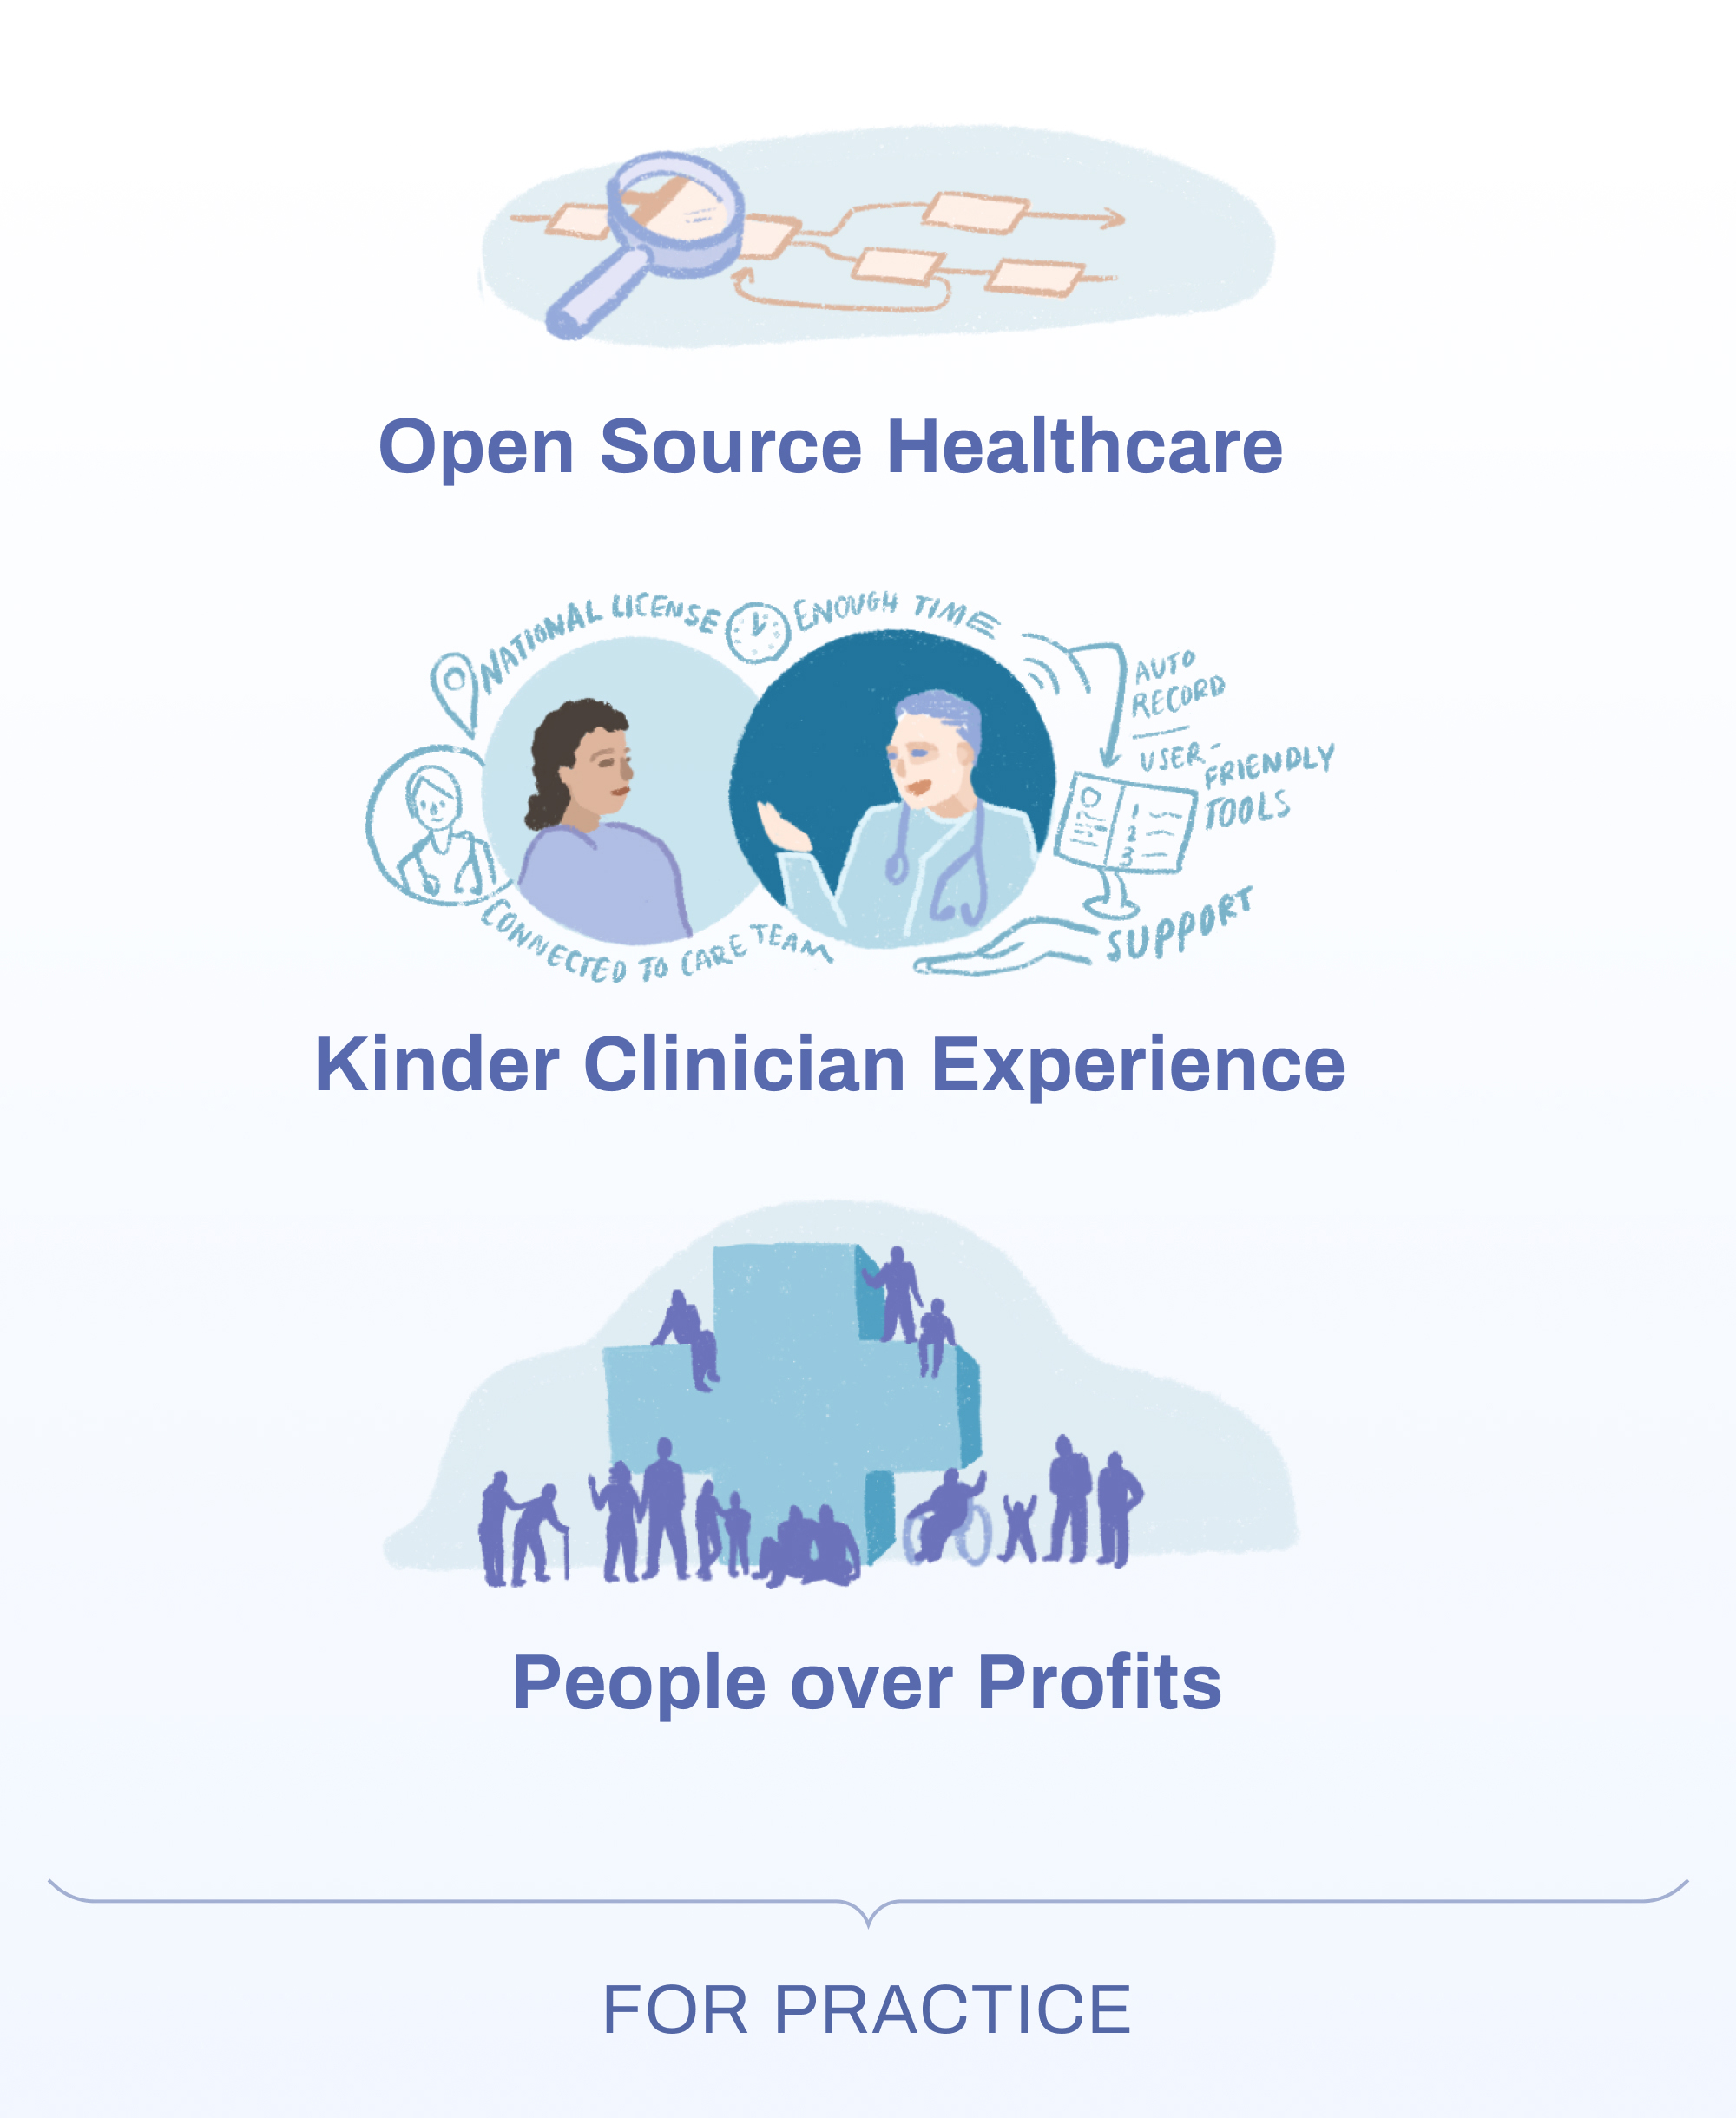 Open Source Healthcare
NATIONAL LICENSE
ENOUGH TIME
AUTO
RECORD
USER-
FRIENDLY
TOOLS
1
2
3
SUPPORT
CONNECTED TO CARE TEAM
Kinder Clinician Experience
People over Profits
FOR PRACTICE